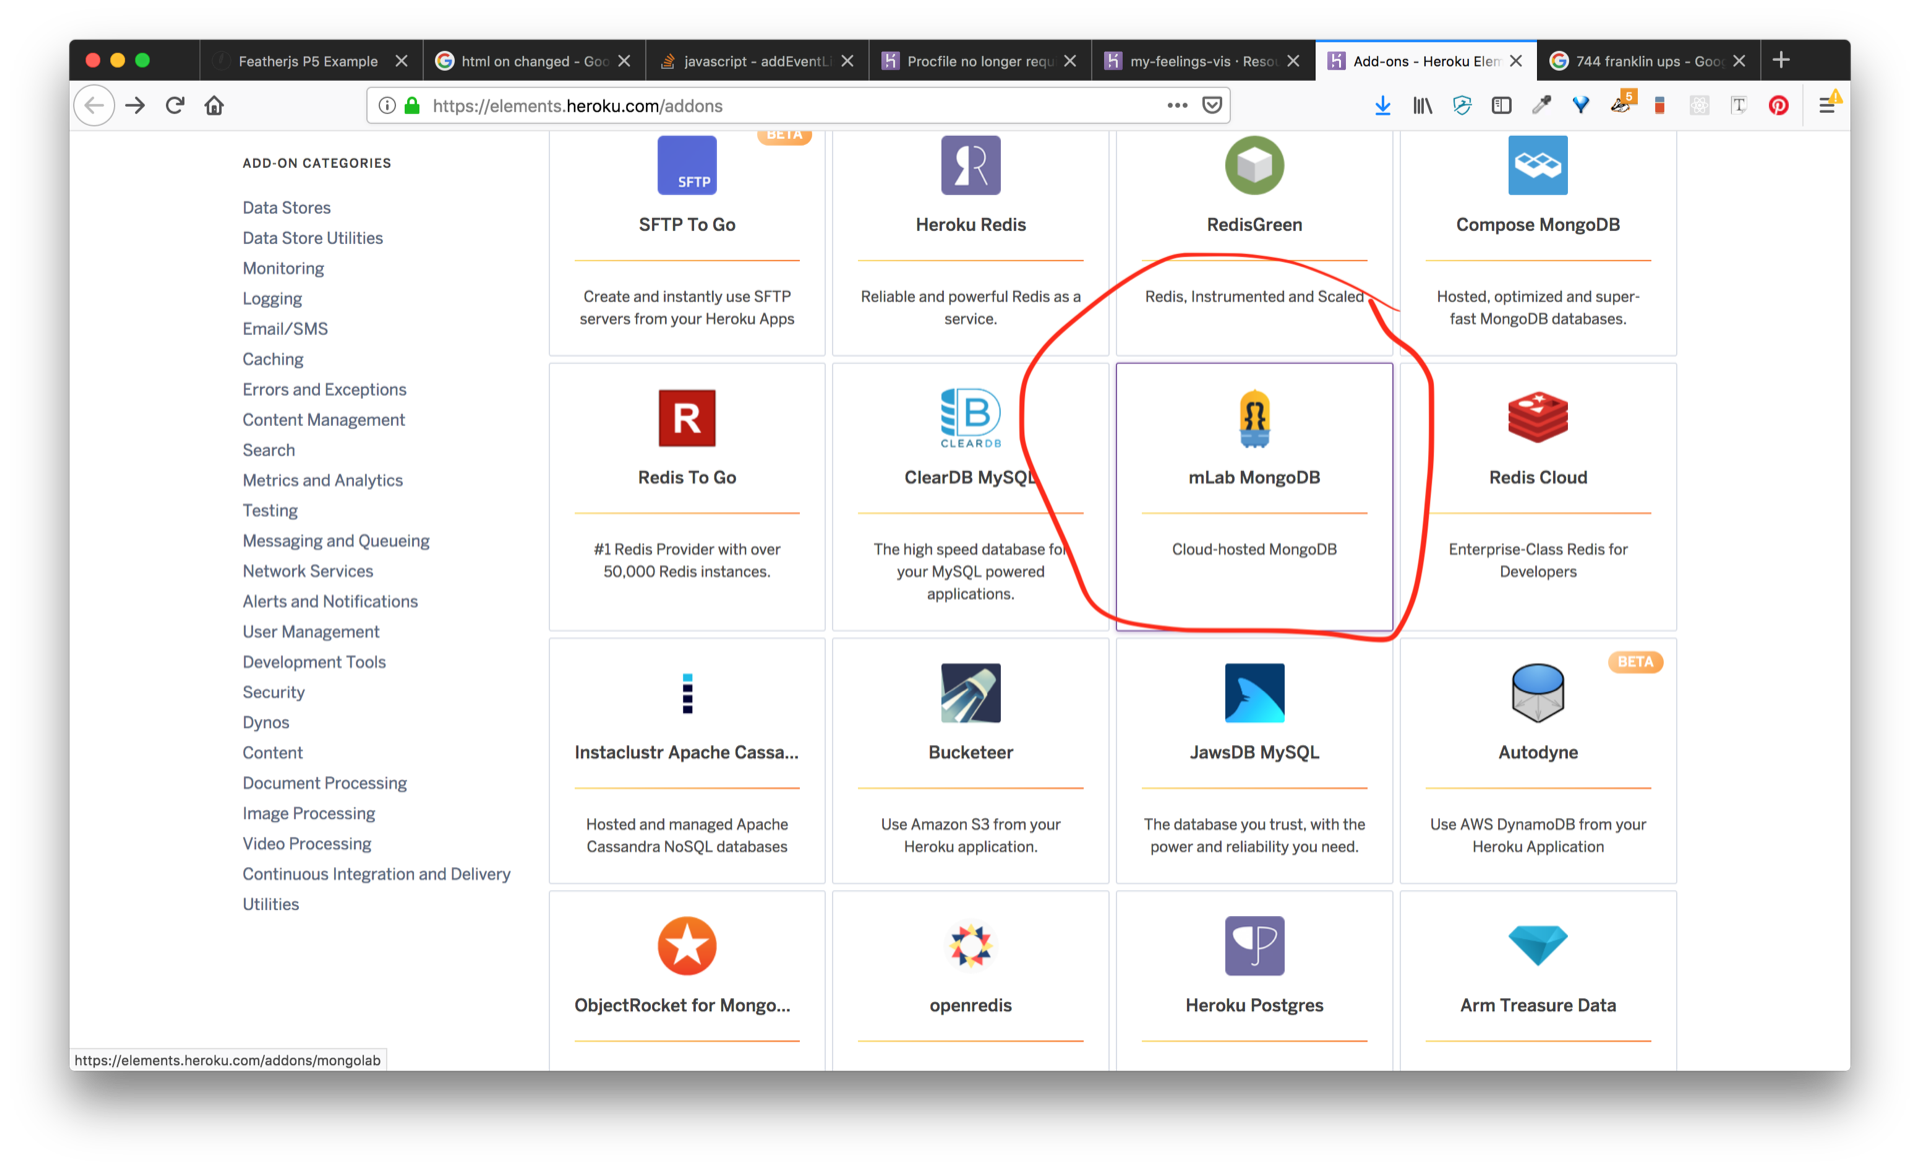 Featherjs P5 Example
html on changed - Goo
javascript - addEventLi
Procfile no longer requ
my-feelings-vis · Resou
Add-ons - Heroku Elem
744 franklin ups - Goog
https://elements.heroku.com/addons
5
ADD-ON CATEGORIES
Data Stores
Data Store Utilities
Monitoring
Logging
Email/SMS
Caching
Errors and Exceptions
Content Management
Search
Metrics and Analytics
Testing
Messaging and Queueing
Network Services
Alerts and Notifications
User Management
Development Tools
Security
Dynos
Content
Document Processing
Image Processing
Video Processing
Continuous Integration and Delivery
Utilities
BETA
SFTP
SFTP To Go
Create and instantly use SFTP
servers from your Heroku Apps
R
Heroku Redis
Reliable and powerful Redis as a
service.
RedisGreen
Redis, Instrumented and Scaled
Compose MongoDB
Hosted, optimized and super-
fast MongoDB databases.
R
Redis To Go
#1 Redis Provider with over
50,000 Redis instances.
CLEARDB
ClearDB MySQL
The high speed database for
your MySQL powered
applications.
mLab MongoDB
Cloud-hosted MongoDB
Redis Cloud
Enterprise-Class Redis for
Developers
Instaclustr Apache Cassa...
Hosted and managed Apache
Cassandra NoSQL databases
Bucketeer
Use Amazon S3 from your
Heroku application.
JawsDB MySQL
The database you trust, with the
power and reliability you need.
BETA
Autodyne
Use AWS DynamoDB from your
Heroku Application
ObjectRocket for Mongo...
openredis
Heroku Postgres
Arm Treasure Data
https://elements.heroku.com/addons/mongolab